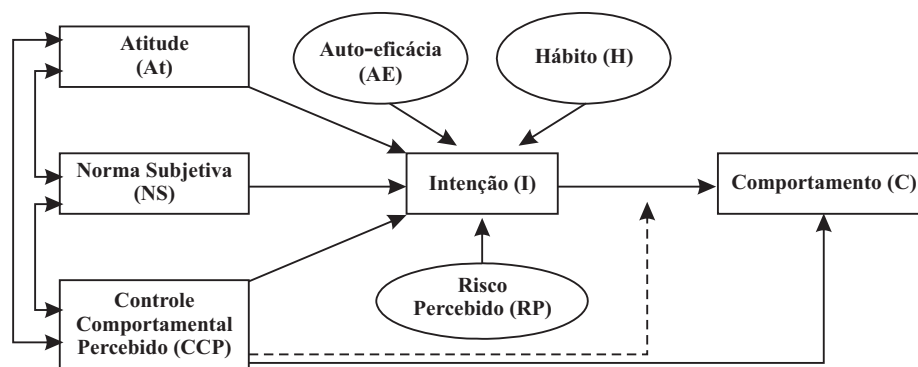 Atitude
(At)
Auto-eficácia
(AE)
Hábito (H)
Norma Subjetiva
(NS)
Intenção (I)
Comportamento (C)
Controle
Comportamental
Percebido (CCP)
Risco
Percebido (RP)